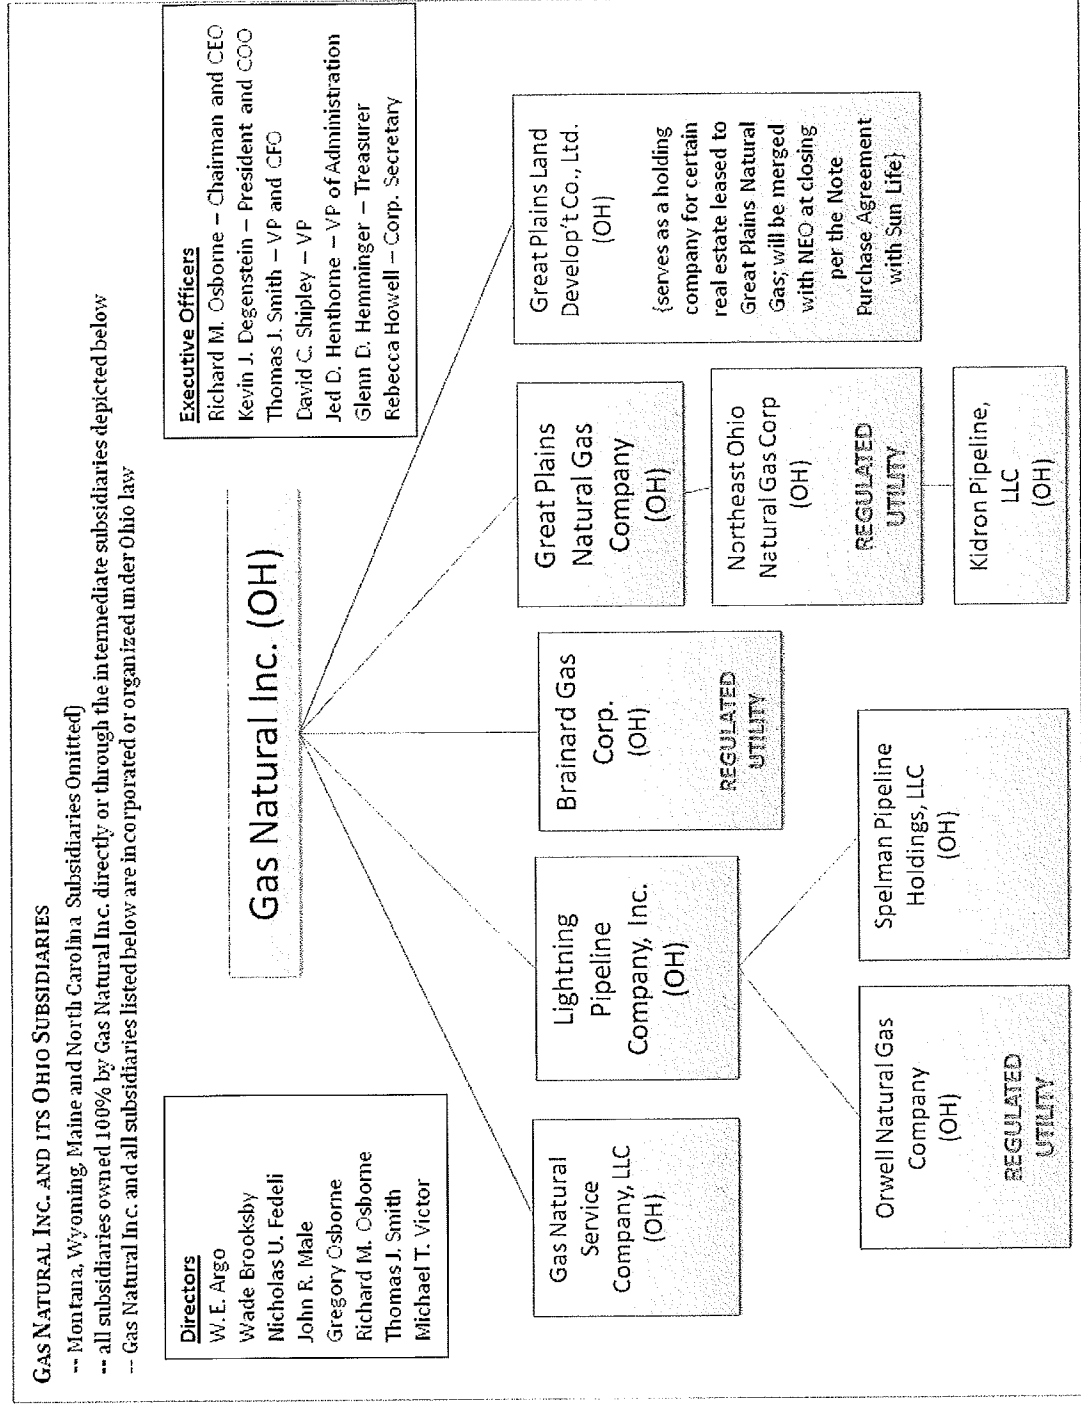 GAS NATURAL INC. AND ITS OHIO SUBSIDIARIES
-- Montana, Wyoming, Maine and North Carolina Subsidiaries Omitted)
-- all subsidiaries owned 100% by Gas Natural Inc. directly or through the intermediate subsidiaries depicted below
-- Gas Natural Inc. and all subsidiaries listed below are incorporated or organized under Ohio law
Directors
W.E. Argo
Wade Brooksby
Nicholas U. Fedeli
John R. Male
Gregory Osborne
Richard M. Osborne
Thomas J. Smith
Michael T. Victor
Gas Natural Inc. (OH)
Executive Officers
Richard M. Osborne – Chairman and CEO
Kevin J. Degenstein – President and COO
Thomas J. Smith – VP and CFO
David C. Shipley – VP
Jed D. Henthorne – VP of Administration
Glenn D. Hemminger – Treasurer
Rebecca Howell – Corp. Secretary
Gas Natural
Service
Company, LLC
(OH)
Lightning
Pipeline
Company, Inc.
(OH)
Brainard Gas
Corp.
(OH)
REGULATED
UTILITY
Great Plains
Natural Gas
Company
(OH)
Great Plains Land
Develop't Co., Ltd.
(OH)
{serves as a holding
company for certain
real estate leased to
Great Plains Natural
Gas; will be merged
with NEO at closing
per the Note
Purchase Agreement
with Sun Life}
Northeast Ohio
Natural Gas Corp
(OH)
REGULATED
UTILITY
Orwell Natural Gas
Company
(OH)
REGULATED
UTILITY
Spelman Pipeline
Holdings, LLC
(OH)
Kidron Pipeline,
LLC
(OH)